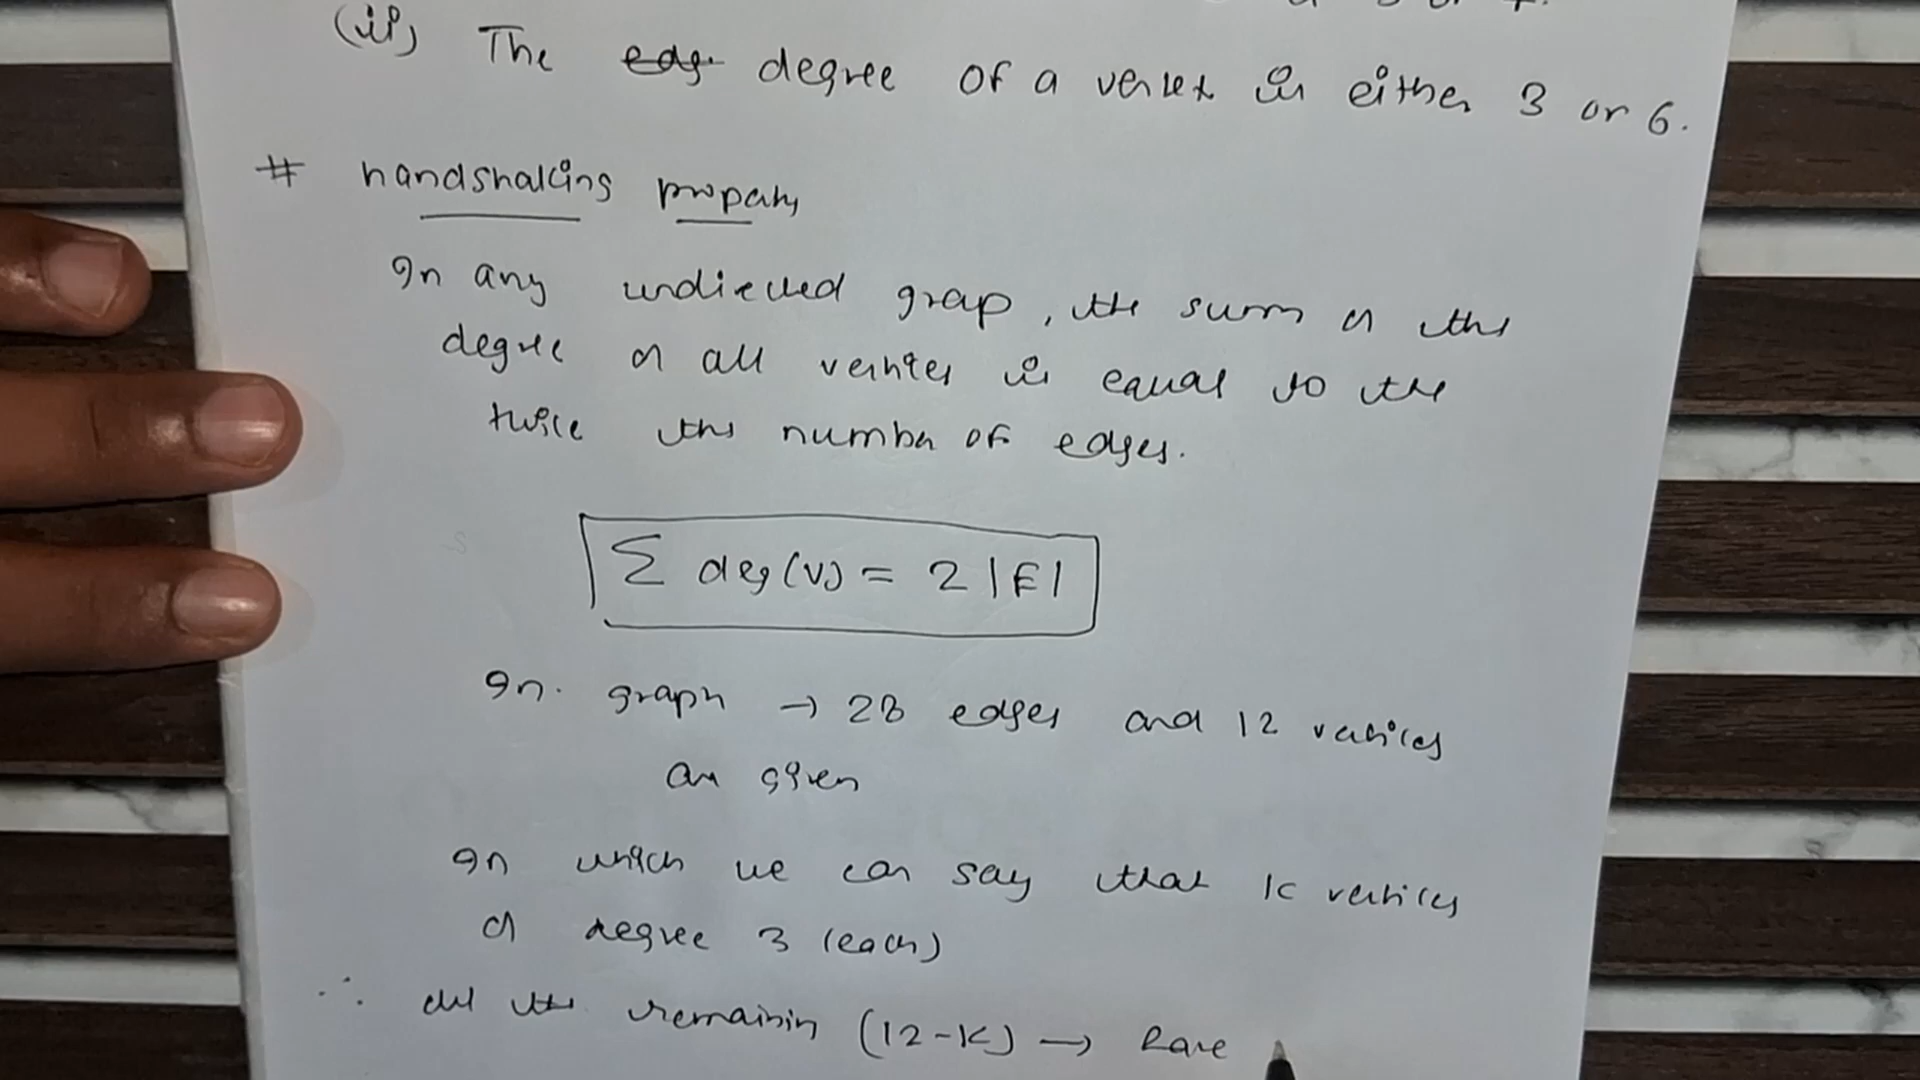 (ii) The edg. degree of a vertex is either 3 or 6.
# handshaking property
In any undirected grap, the sum of the
degree of all vertices is equal to the
twice the number of edges.
Σ deg(v) = 2|E|
In. graph → 28 edges and 12 vertices
are given
In which we can say that k vertices
of degree 3 (each)
∴ all the remainin (12-K) → have